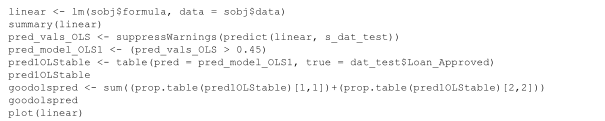 linear <- lm(sobj$formula, data = sobj$data)
summary(linear)
pred_vals_OLS <- suppressWarnings(predict(linear, s_dat_test))
pred_model_OLS1 <- (pred_vals_OLS > 0.45)
pred1OLStable <- table(pred = pred_model_OLS1, true = dat_test$Loan_Approved)
pred1OLStable
goodolspred <- sum((prop.table(pred1OLStable)[1,1])+(prop.table(pred1OLStable)[2,2]))
goodolspred
plot(linear)